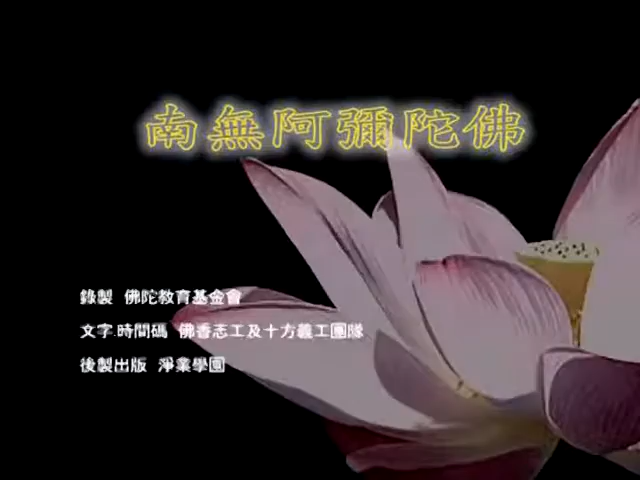 南無阿彌陀佛
錄製 佛陀教育基金會
文字.時間碼 佛香志工及十方義工團隊
後製出版 淨業學園